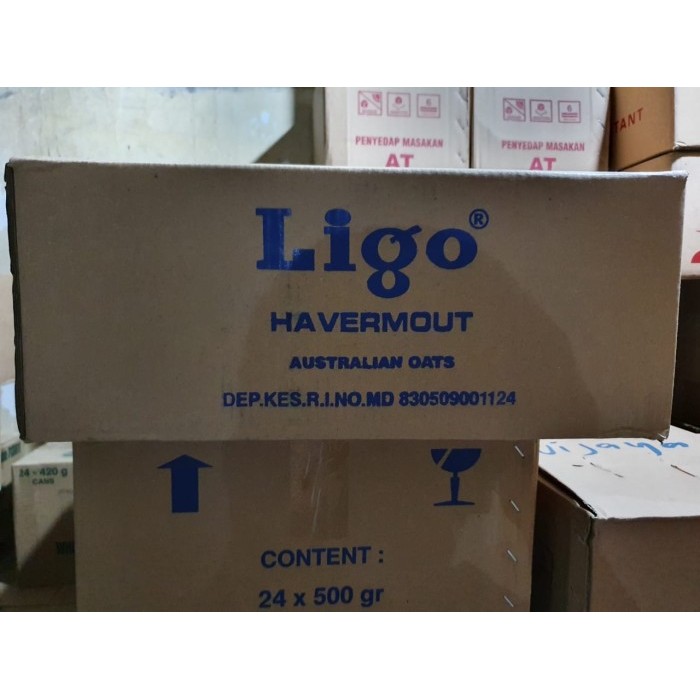 PENYEDAP MASAKAN
AT
PENYEDAP MASAKAN
AT
TANT
Ligo®
HAVERMOUT
AUSTRALIAN OATS
DEP.KES.R.I.NO.MD 830509001124
24 - 420 g
CANS
CONTENT :
24 x 500 gr